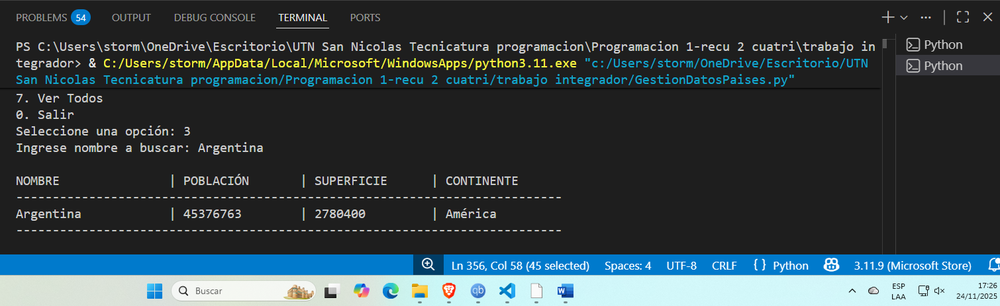 PROBLEMS 54 OUTPUT DEBUG CONSOLE TERMINAL PORTS
PS C:\Users\storm\OneDrive\Escritorio\UTN San Nicolas Tecnicatura programacion\Programacion 1-recu 2 cuatri\trabajo in
tegrador> & C:/Users/storm/AppData/Local/Microsoft/WindowsApps/python3.11.exe "c:/Users/storm/OneDrive/Escritorio/UTN
San Nicolas Tecnicatura programacion/Programacion 1-recu 2 cuatri/trabajo integrador/GestionDatosPaises.py"
7. Ver Todos
0. Salir
Seleccione una opción: 3
Ingrese nombre a buscar: Argentina
NOMBRE | POBLACIÓN | SUPERFICIE | CONTINENTE
---------------------------------------------------------------------------
Argentina | 45376763 | 2780400 | América
---------------------------------------------------------------------------
Python
Python
Ln 356, Col 58 (45 selected) Spaces: 4 UTF-8 CRLF { } Python 3.11.9 (Microsoft Store)
Buscar
qb
W
ESP
LAA
17:26
24/11/2025